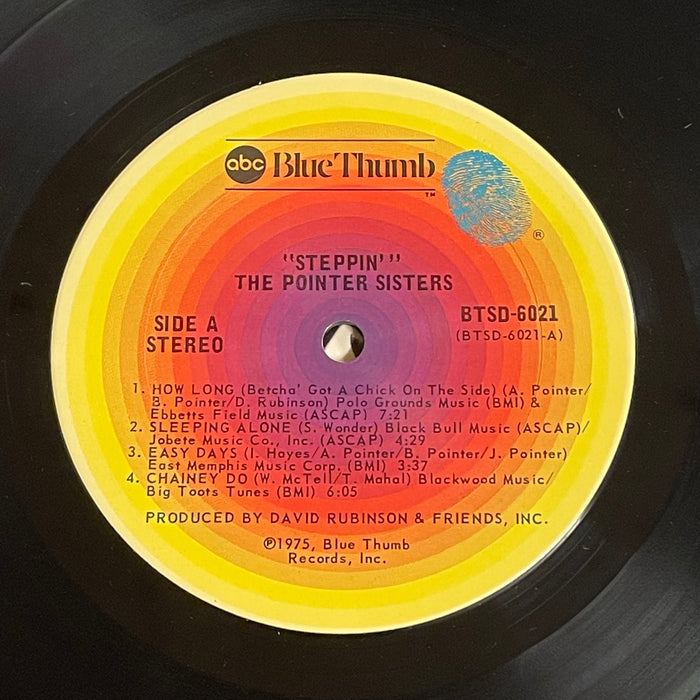 abc Blue Thumb ™
®
"STEPPIN'"
THE POINTER SISTERS
SIDE A
STEREO
BTSD-6021
(BTSD-6021-A)
1. HOW LONG (Betcha' Got A Chick On The Side) (A. Pointer/
B. Pointer/D. Rubinson) Polo Grounds Music (BMI) &
Ebbetts Field Music (ASCAP) 7:21
2. SLEEPING ALONE (S. Wonder) Black Bull Music (ASCAP)/
Jobete Music Co., Inc. (ASCAP) 4:29
3. EASY DAYS (I. Hayes/A. Pointer/B. Pointer/J. Pointer)
East Memphis Music Corp. (BMI) 3:37
4. CHAINEY DO (W. McTell/T. Mahal) Blackwood Music/
Big Toots Tunes (BMI) 6:05
PRODUCED BY DAVID RUBINSON & FRIENDS, INC.
℗1975, Blue Thumb
Records, Inc.